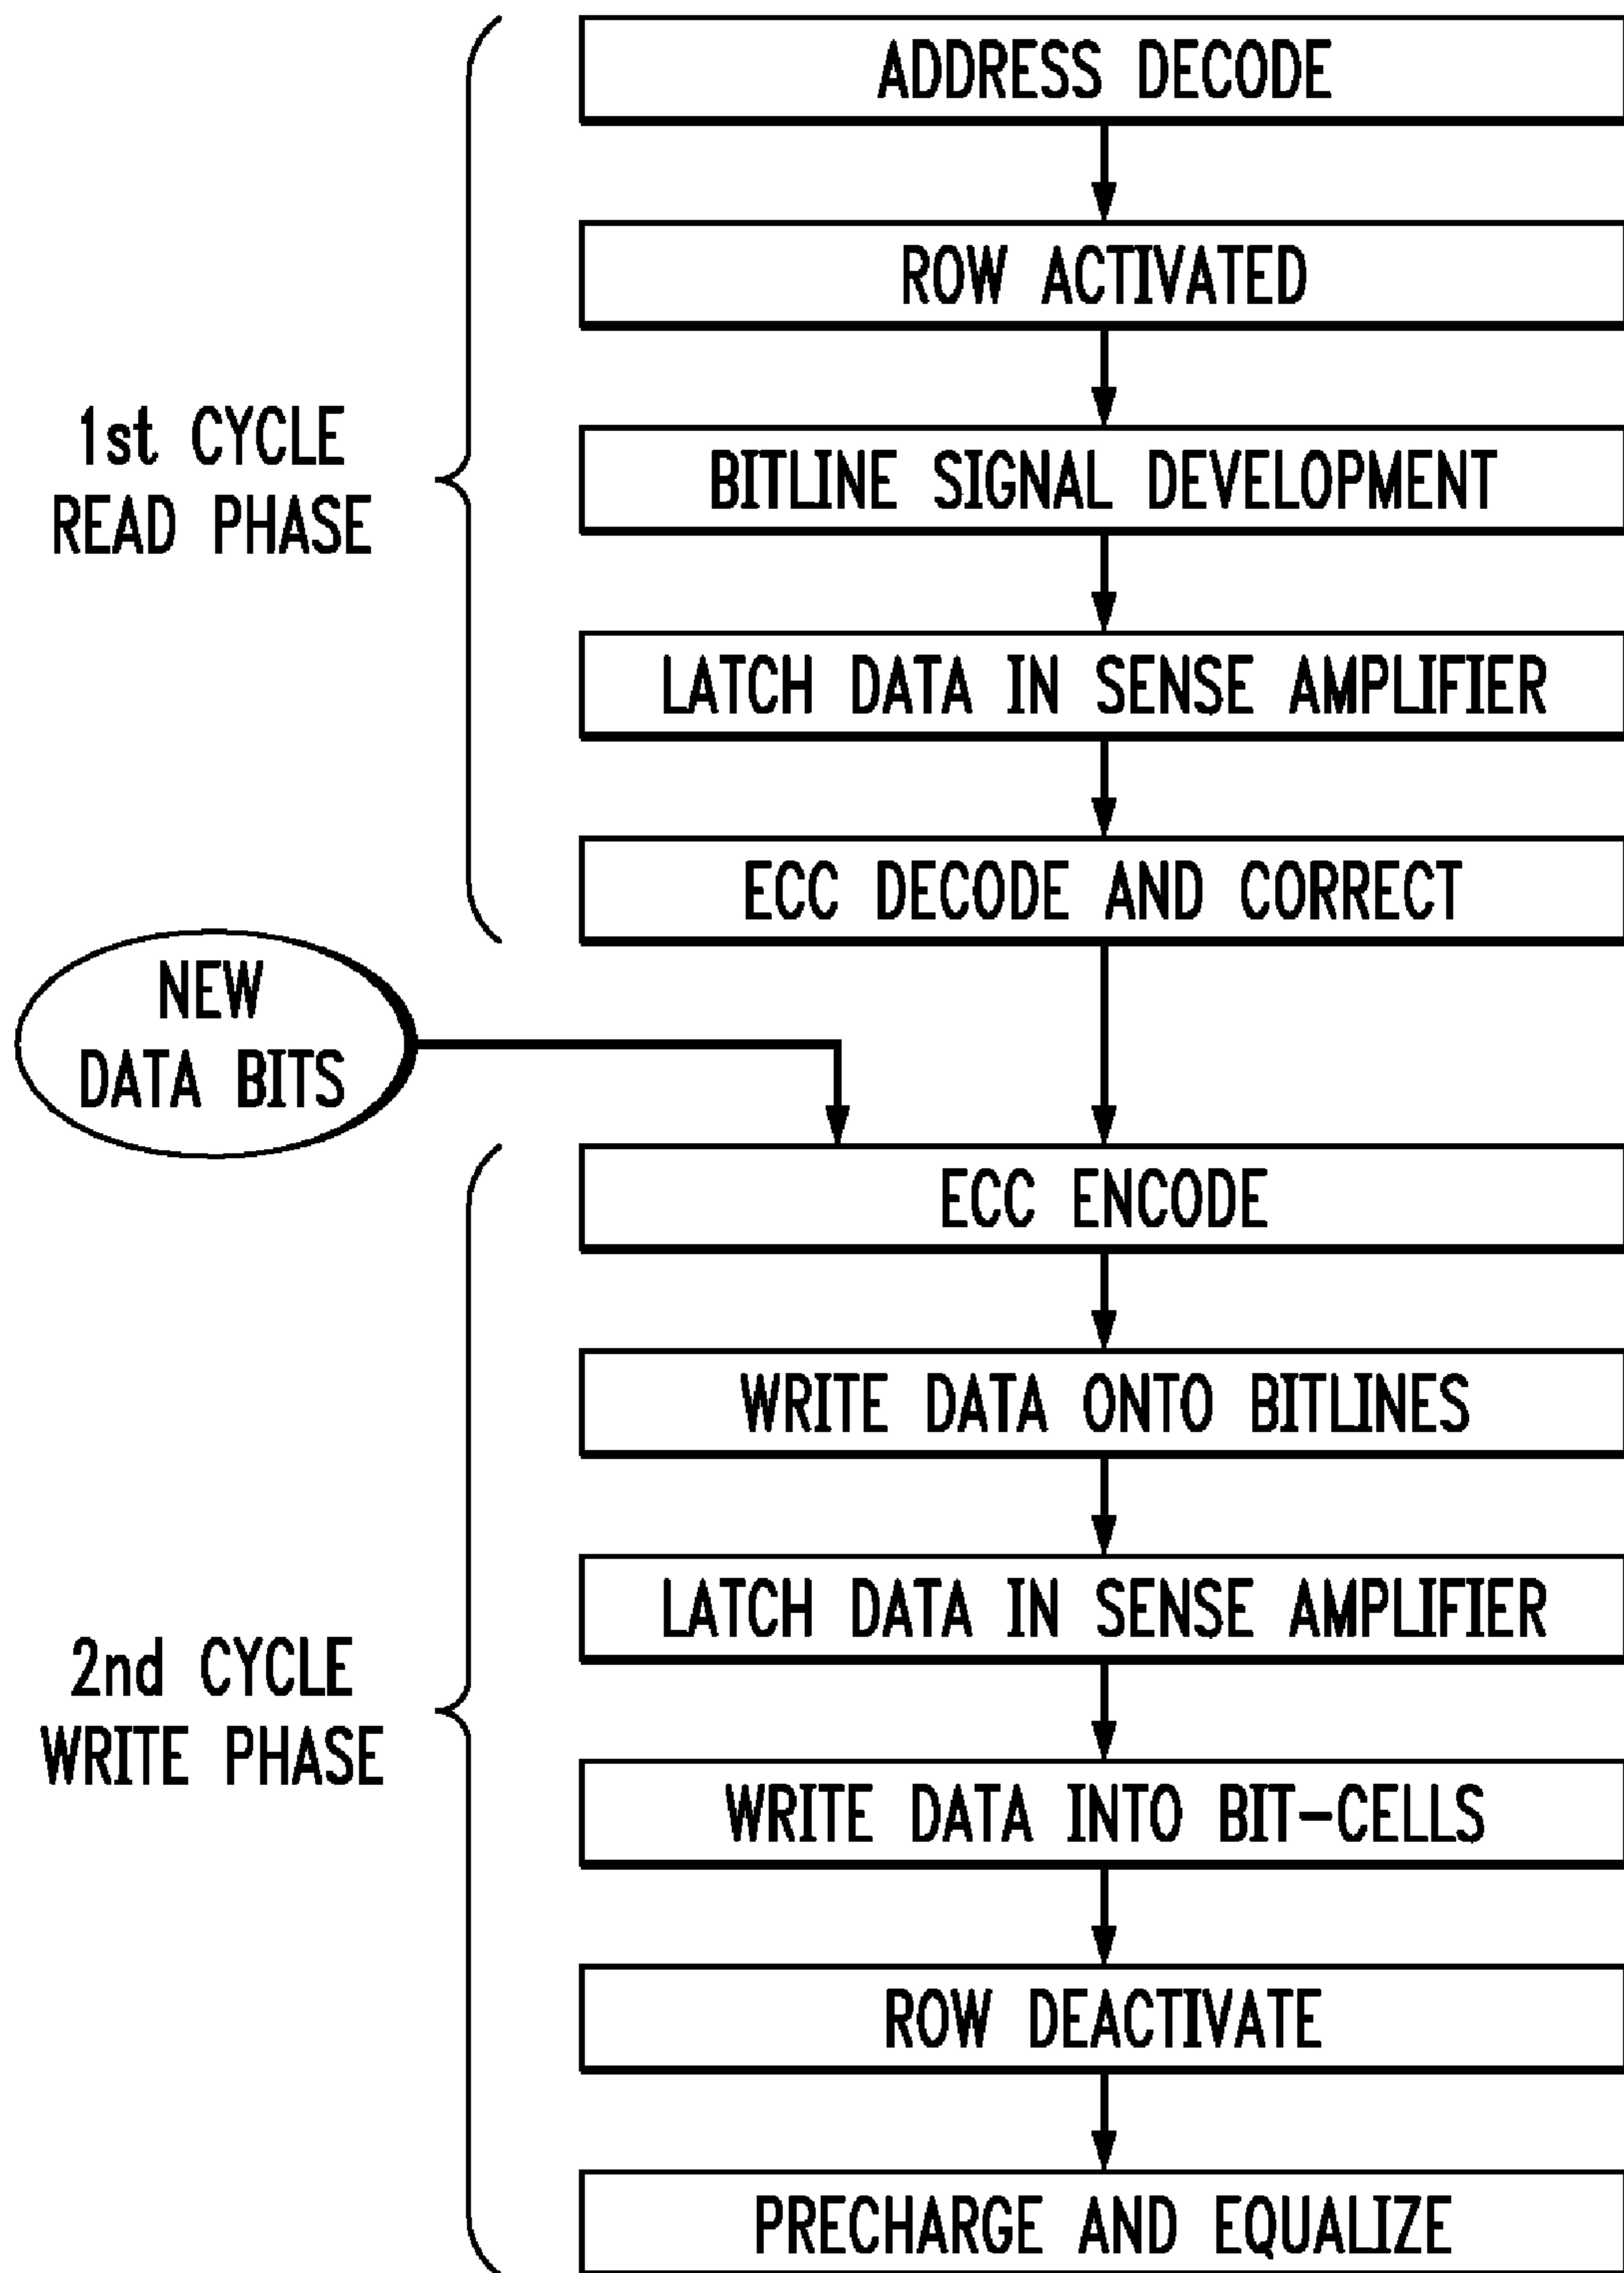 ADDRESS DECODE
ROW ACTIVATED
1st CYCLE
READ PHASE
BITLINE SIGNAL DEVELOPMENT
LATCH DATA IN SENSE AMPLIFIER
ECC DECODE AND CORRECT
NEW
DATA BITS
ECC ENCODE
WRITE DATA ONTO BITLINES
LATCH DATA IN SENSE AMPLIFIER
2nd CYCLE
WRITE PHASE
WRITE DATA INTO BIT-CELLS
ROW DEACTIVATE
PRECHARGE AND EQUALIZE